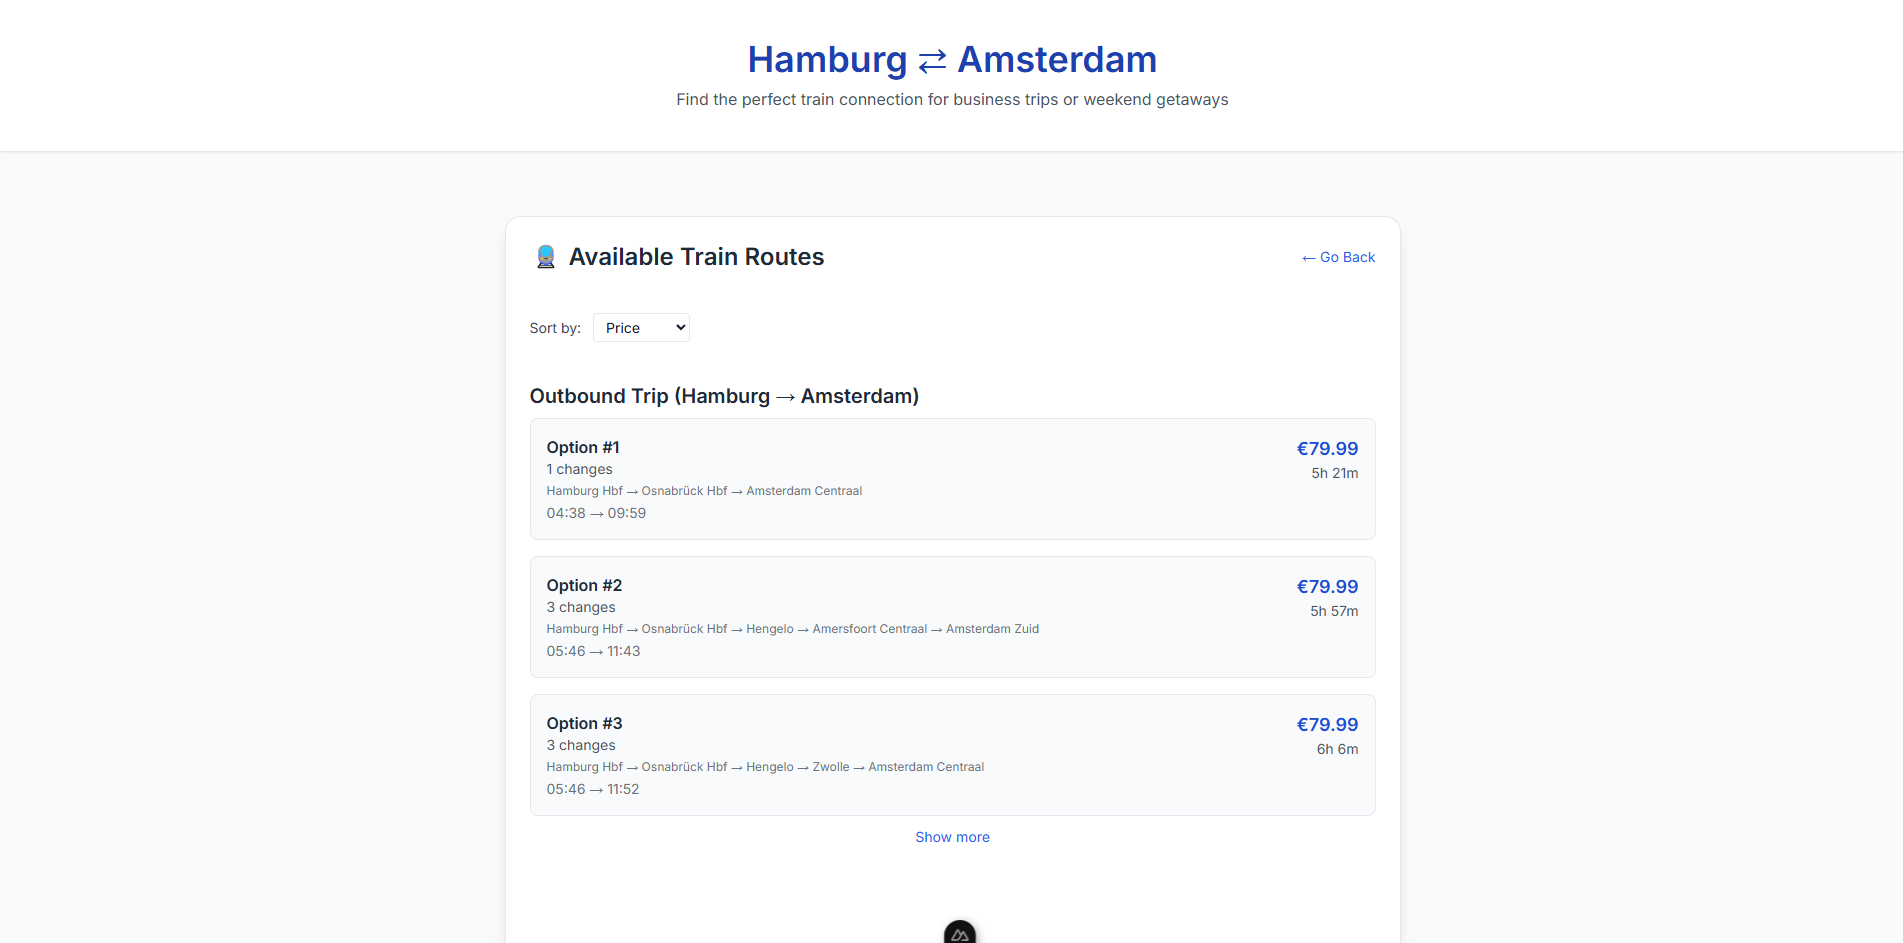 Hamburg ⇄ Amsterdam
Find the perfect train connection for business trips or weekend getaways
Available Train Routes
← Go Back
Sort by: Price
Outbound Trip (Hamburg → Amsterdam)
Option #1
€79.99
1 changes
5h 21m
Hamburg Hbf → Osnabrück Hbf → Amsterdam Centraal
04:38 → 09:59
Option #2
€79.99
3 changes
5h 57m
Hamburg Hbf → Osnabrück Hbf → Hengelo → Amersfoort Centraal → Amsterdam Zuid
05:46 → 11:43
Option #3
€79.99
3 changes
6h 6m
Hamburg Hbf → Osnabrück Hbf → Hengelo → Zwolle → Amsterdam Centraal
05:46 → 11:52
Show more